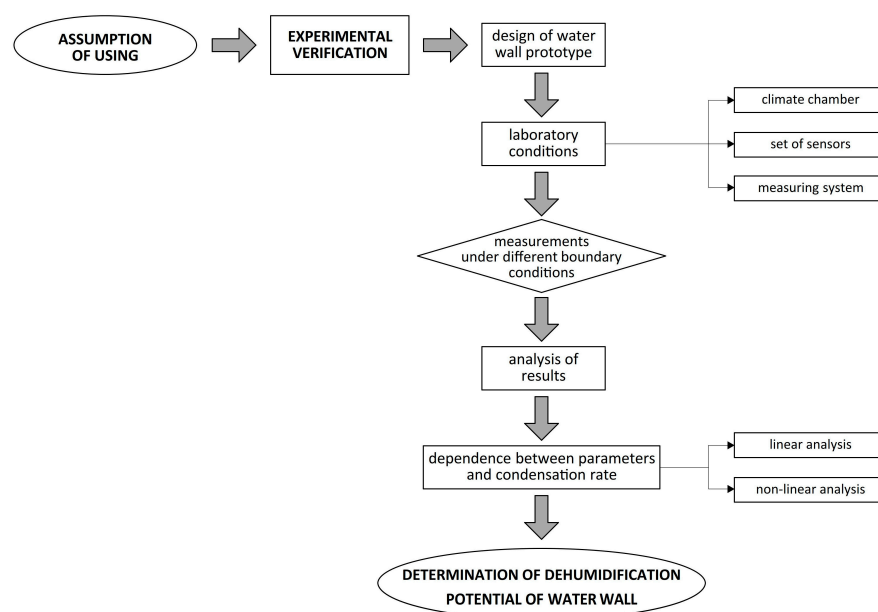 ASSUMPTION
OF USING
EXPERIMENTAL
VERIFICATION
design of water
wall prototype
laboratory
conditions
climate chamber
set of sensors
measuring system
measurements
under different boundary
conditions
analysis of
results
dependence between parameters
and condensation rate
linear analysis
non-linear analysis
DETERMINATION OF DEHUMIDIFICATION
POTENTIAL OF WATER WALL